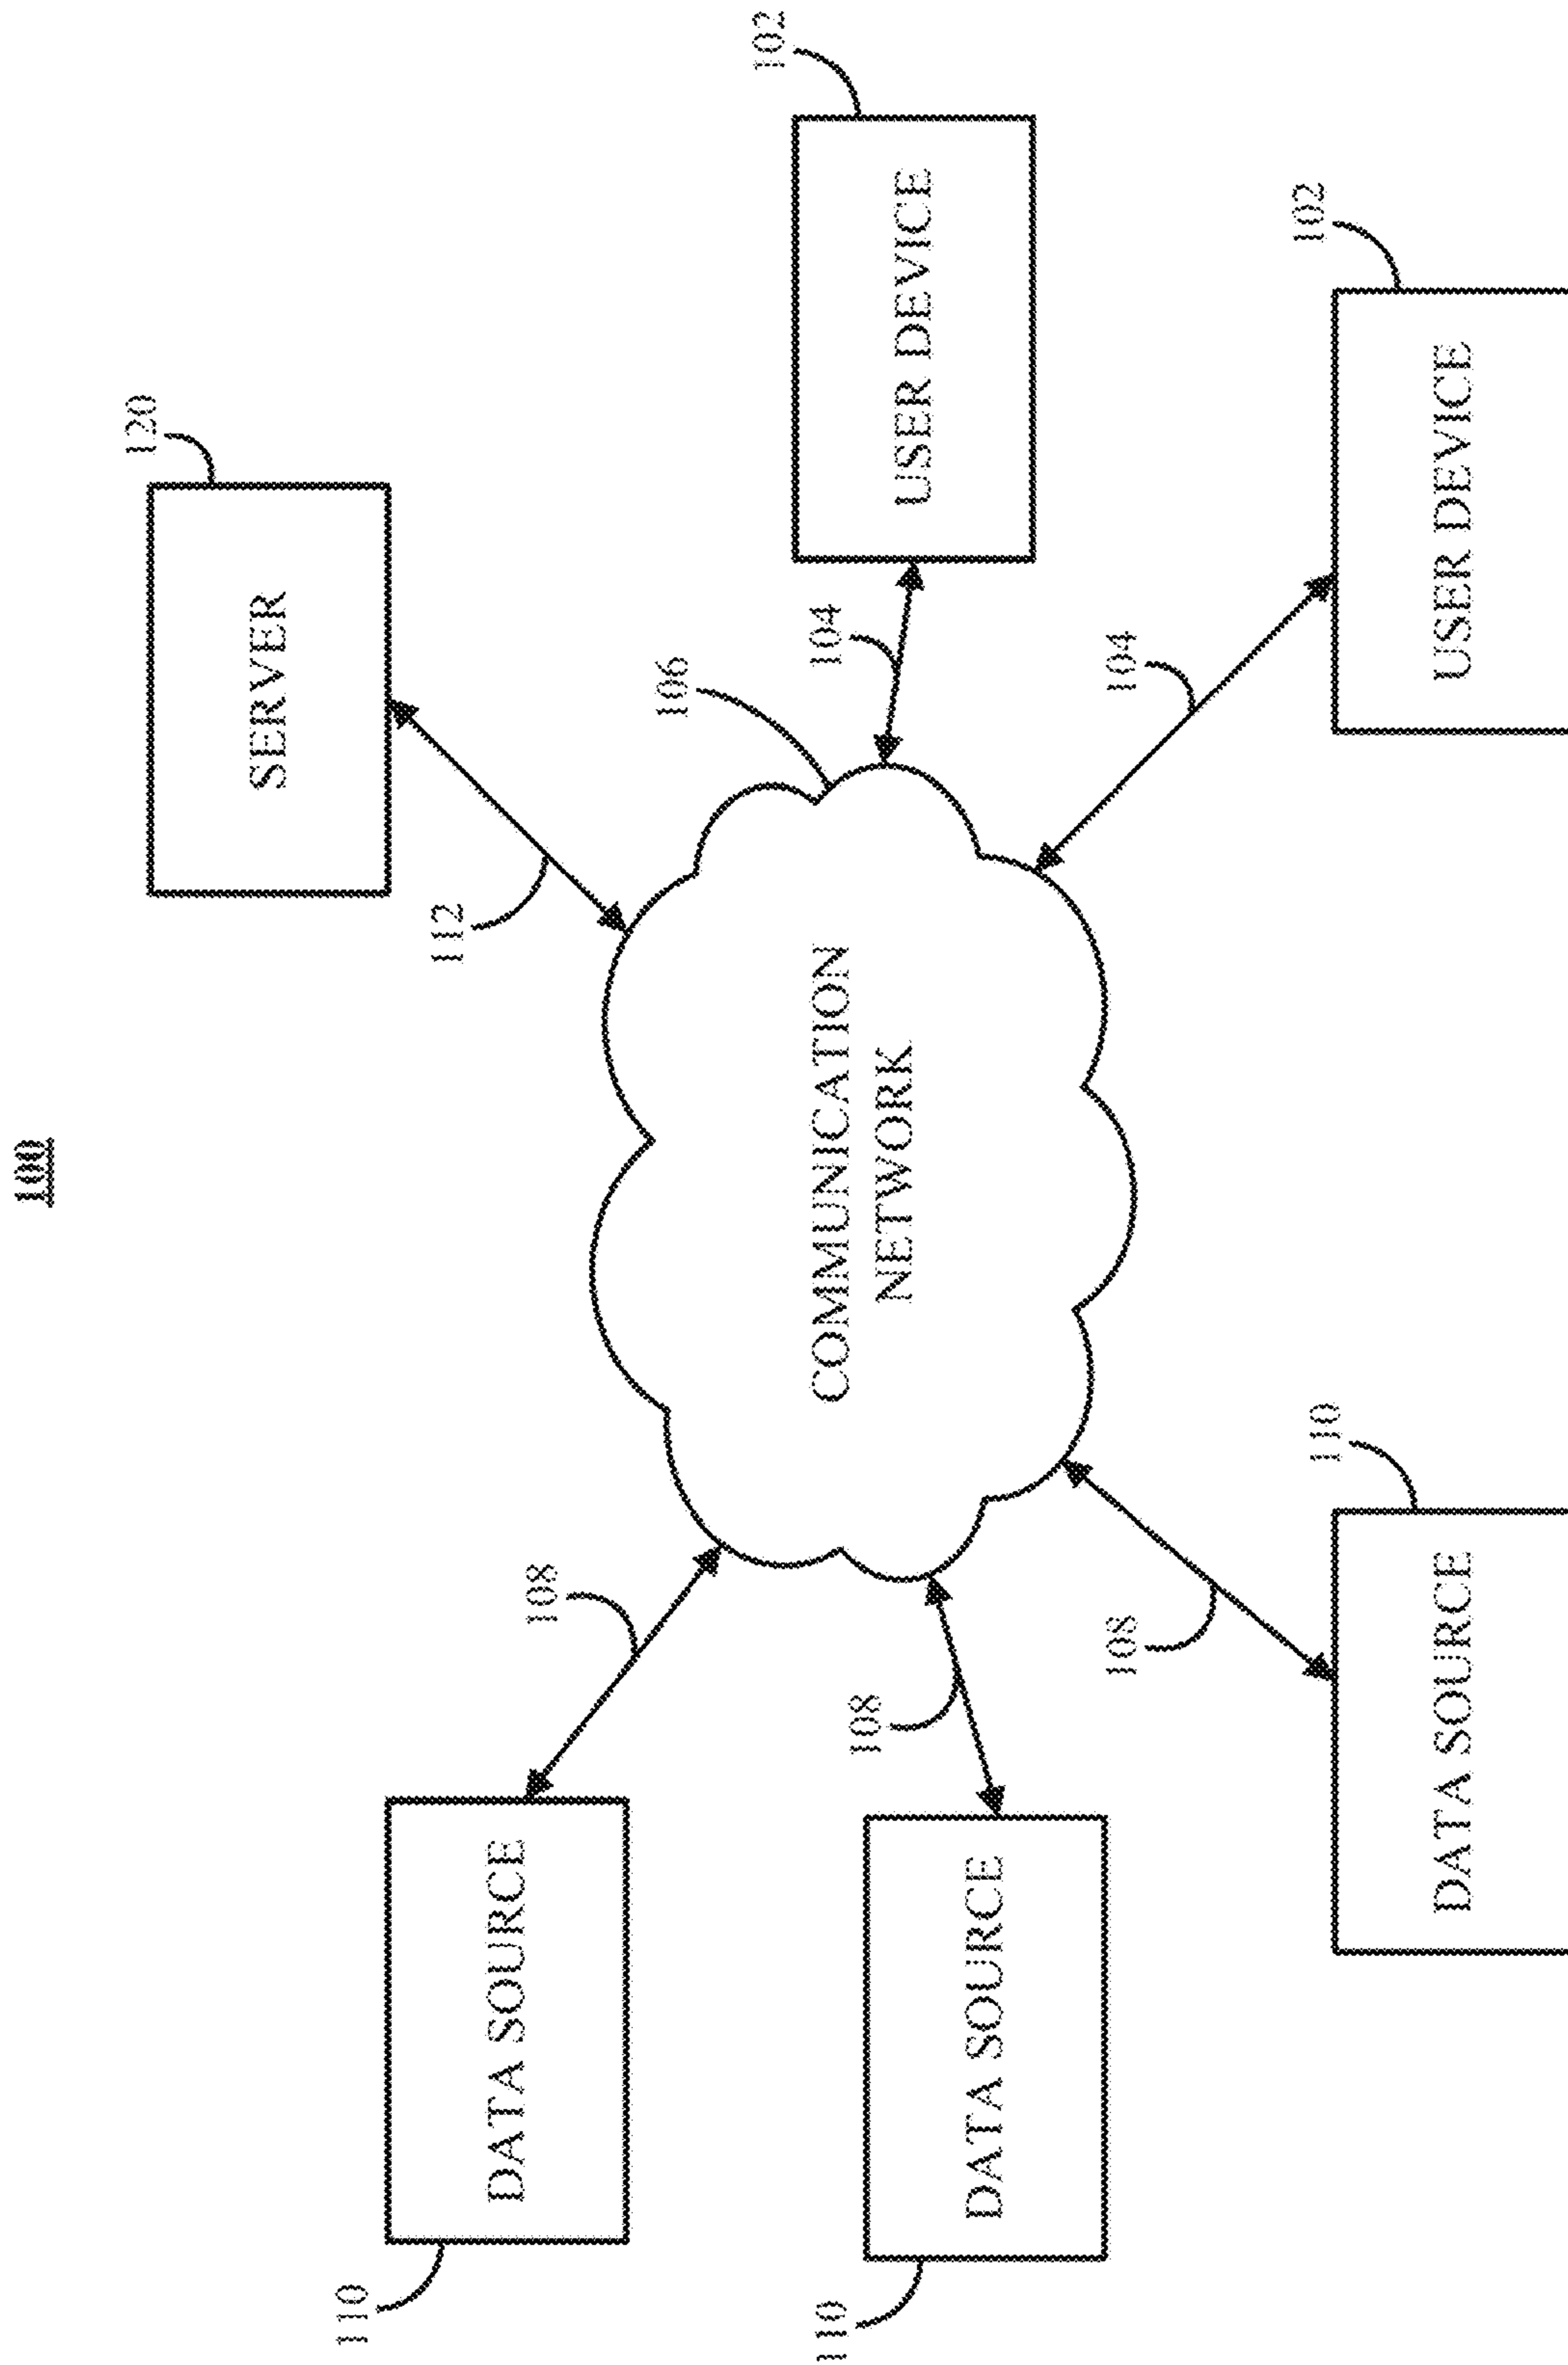 100
120
SERVER
112
110
DATA SOURCE
108
106
102
USER DEVICE
104
COMMUNICATION
NETWORK
110
DATA SOURCE
108
104
102
USER DEVICE
108
110
DATA SOURCE